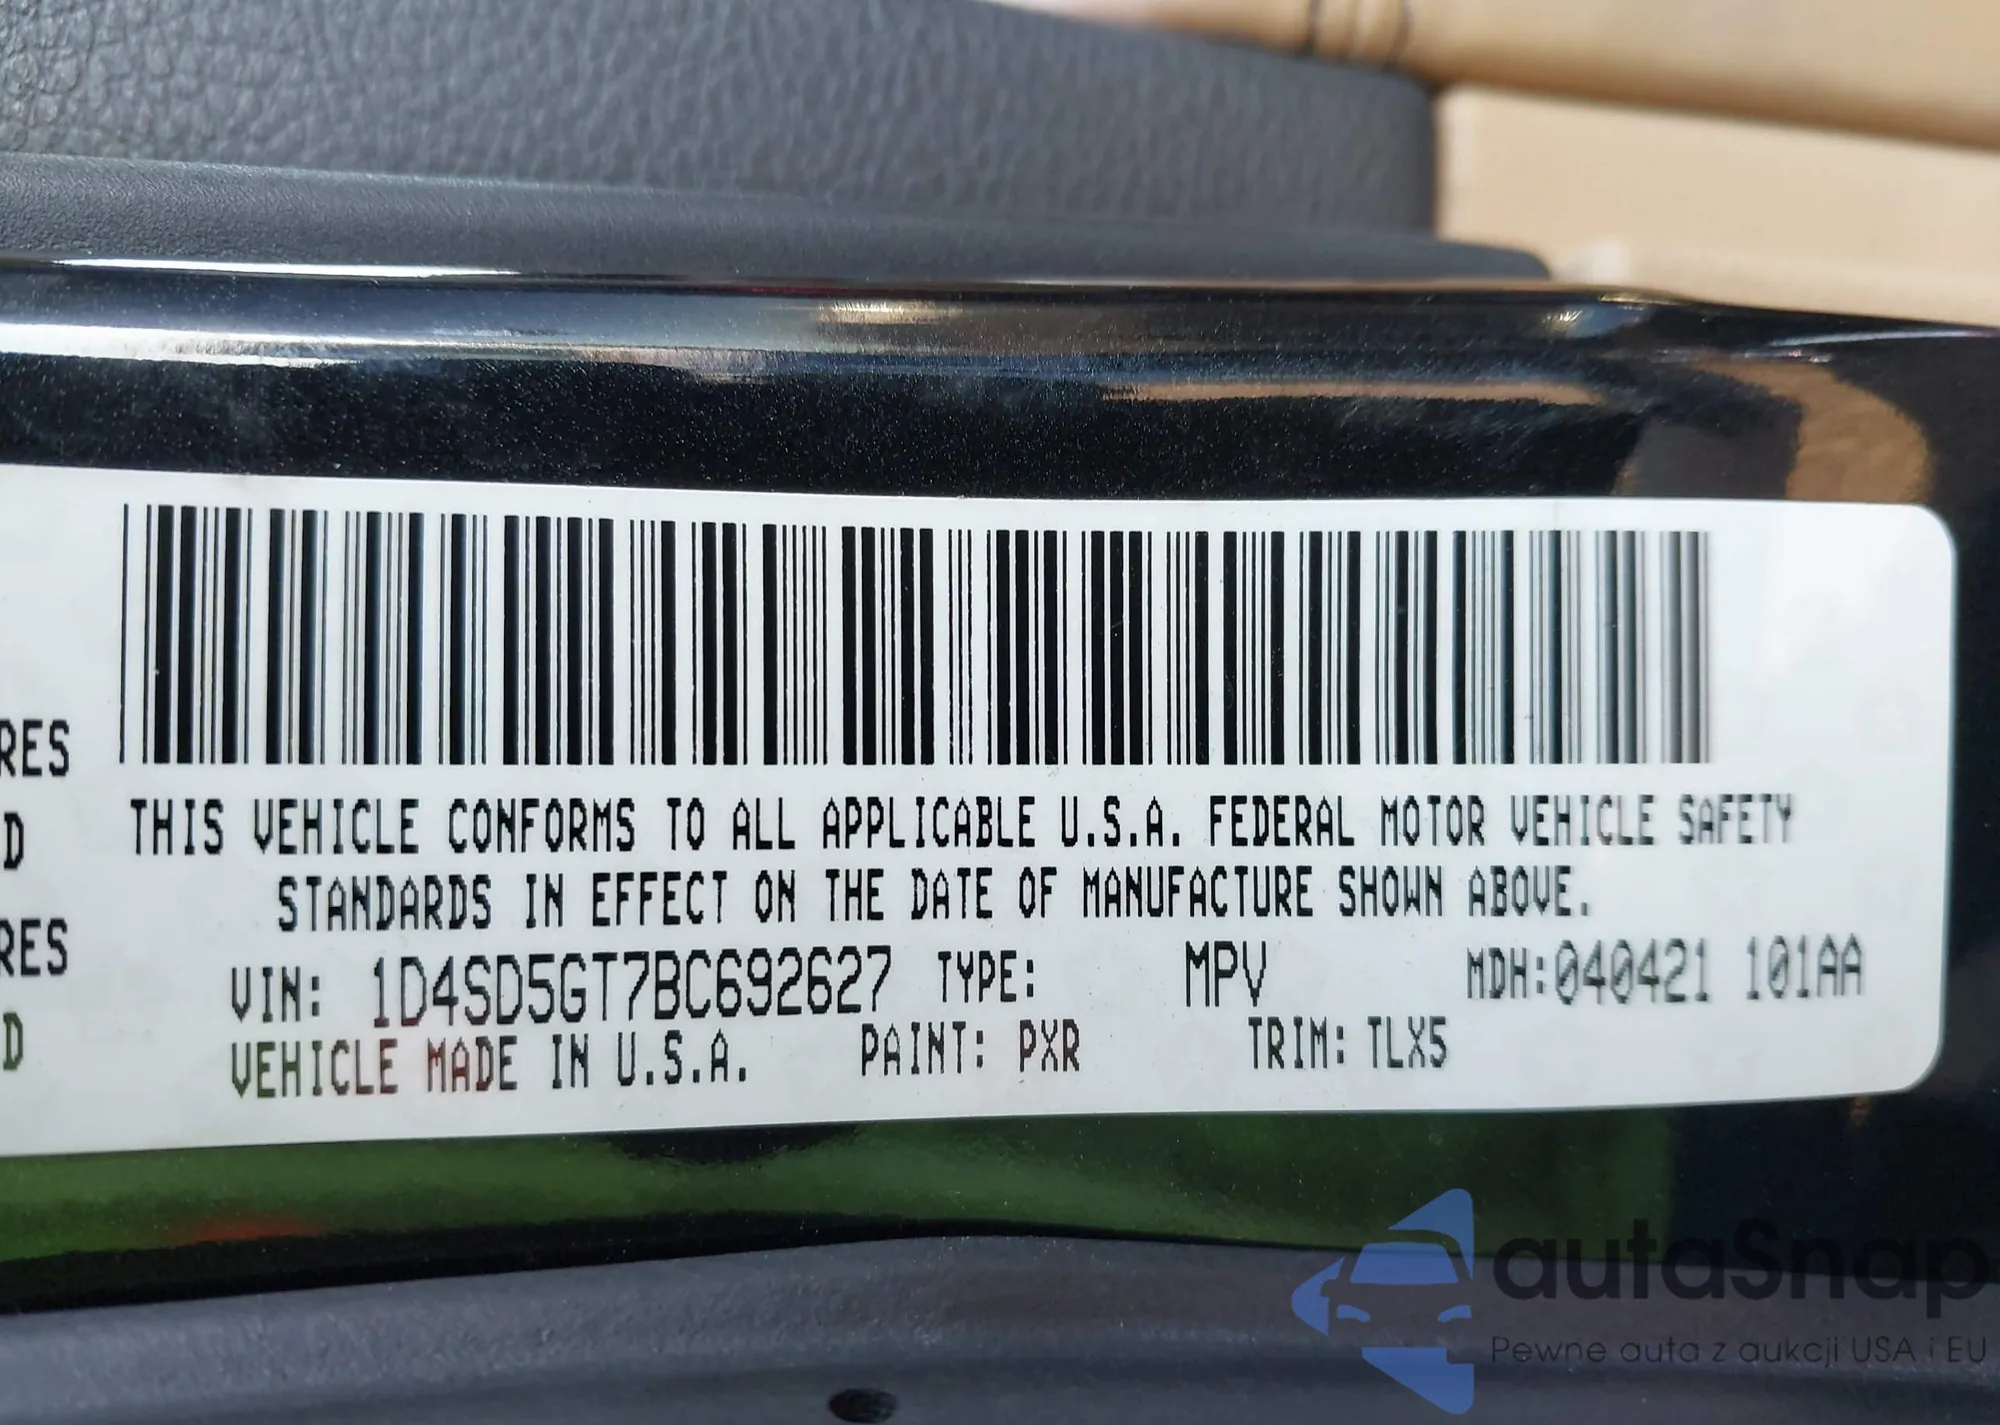 RES
D
THIS VEHICLE CONFORMS TO ALL APPLICABLE U.S.A. FEDERAL MOTOR VEHICLE SAFETY
STANDARDS IN EFFECT ON THE DATE OF MANUFACTURE SHOWN ABOVE.
RES
D
VIN: 1D4SD5GT7BC692627 TYPE: MPV MDH:040421 101AA
VEHICLE MADE IN U.S.A. PAINT: PXR TRIM: TLX5
autaSnap
Pewne auta z aukcji USA i EU